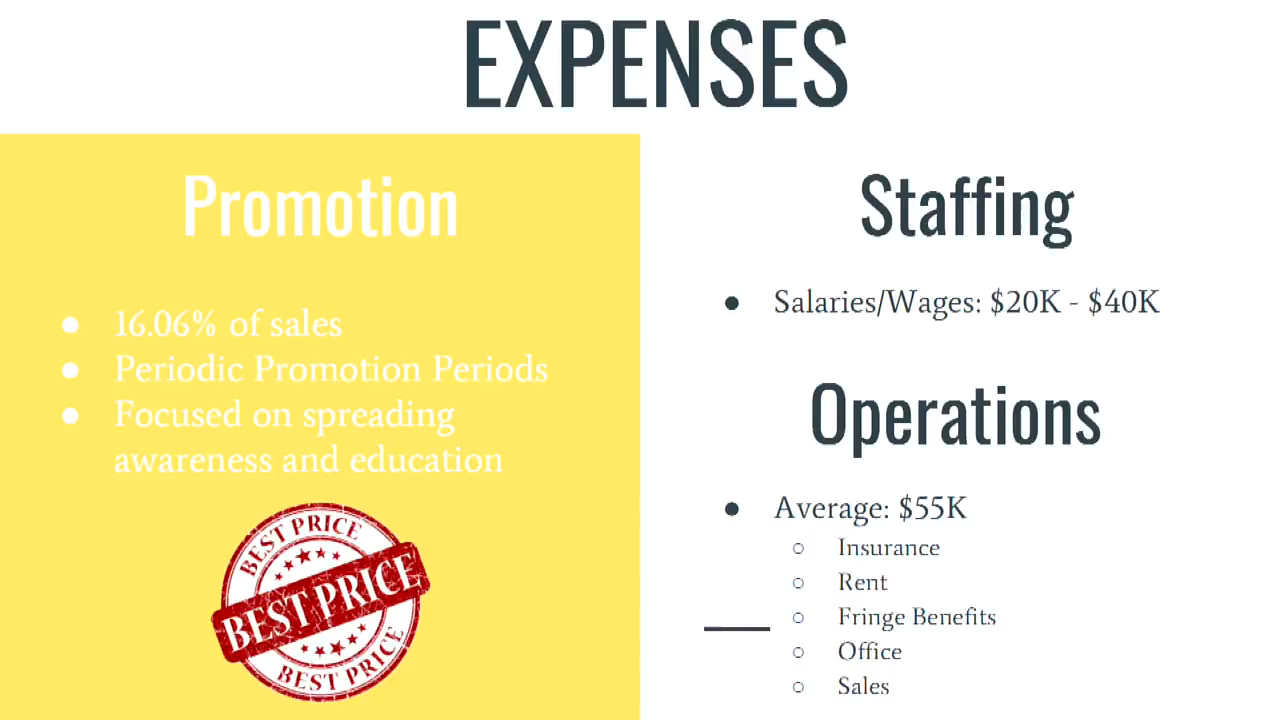 EXPENSES
Promotion
● 16.06% of sales
● Periodic Promotion Periods
● Focused on spreading
awareness and education
BEST PRICE
BEST PRICE
BEST PRICE
Staffing
● Salaries/Wages: $20K - $40K
Operations
● Average: $55K
○ Insurance
○ Rent
○ Fringe Benefits
○ Office
○ Sales